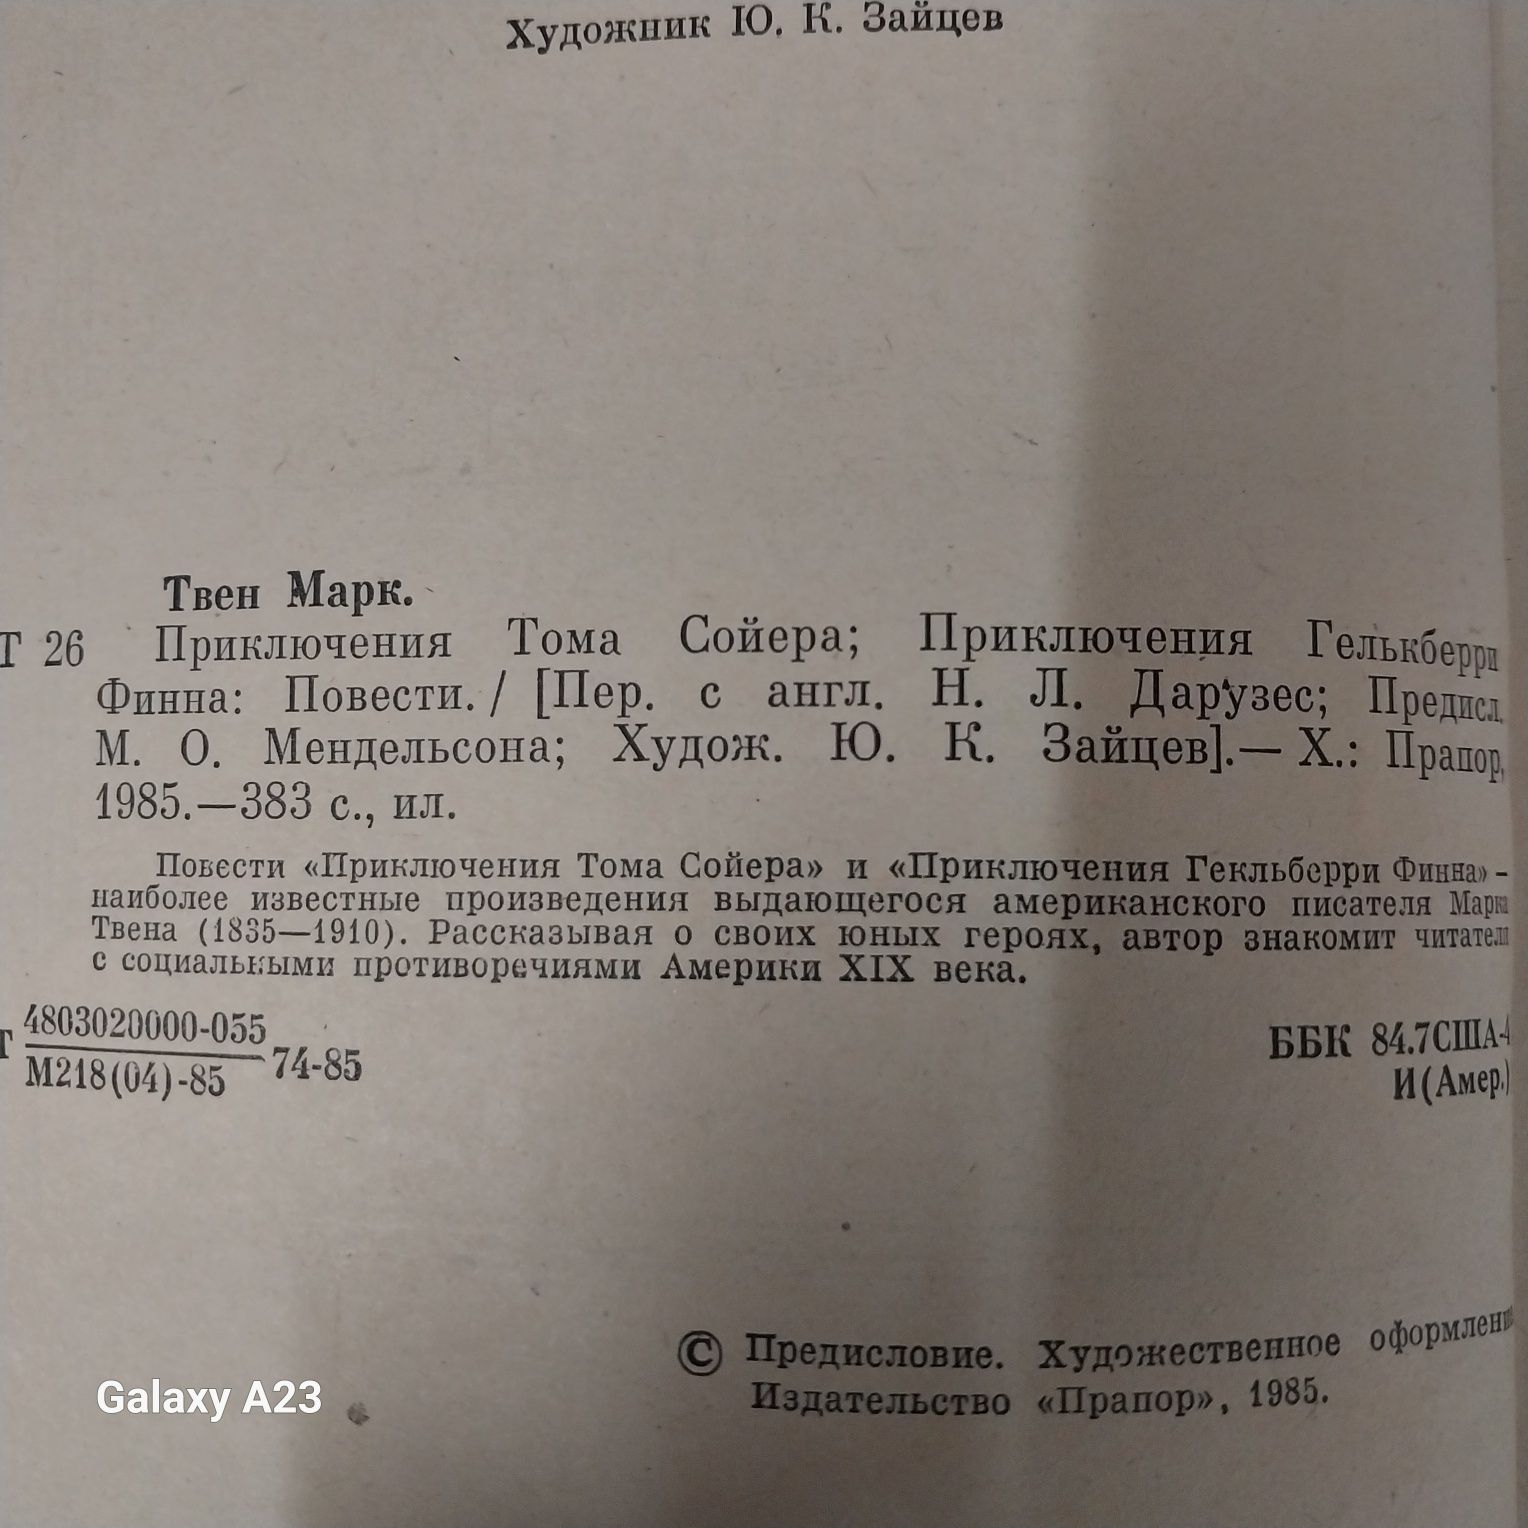 Художник Ю. К. Зайцев
Твен Марк.
Т 26 Приключения Тома Сойера; Приключения Гелькберри
Финна: Повести. / [Пер. с англ. Н. Л. Дарузес; Предисл.
М. О. Мендельсона; Худож. Ю. К. Зайцев].— Х.: Прапор,
1985.—383 с., ил.
Повести «Приключения Тома Сойера» и «Приключения Гекльберри Финна» -
наиболее известные произведения выдающегося американского писателя Марка
Твена (1835—1910). Рассказывая о своих юных героях, автор знакомит читателя
с социальными противоречиями Америки XIX века.
Т 4803020000-055
М218(04)-85 74-85
ББК 84.7США-4
И(Амер.)
© Предисловие. Художественное
Издательство «Прапор», 1985.
Galaxy A23